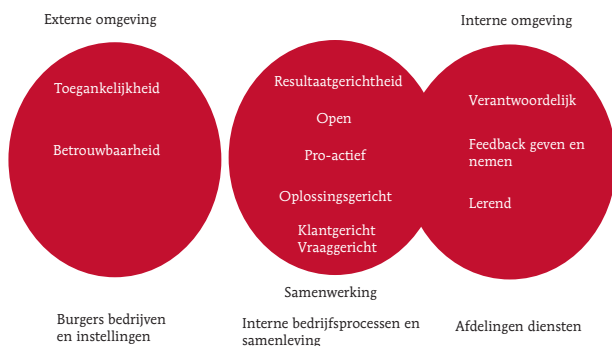 Externe omgeving
Interne omgeving
Toegankelijkheid
Betrouwbaarheid
Resultaatgerichtheid
Open
Pro-actief
Oplossingsgericht
Klantgericht
Vraaggericht
Verantwoordelijk
Feedback geven en
nemen
Lerend
Samenwerking
Burgers bedrijven
en instellingen
Interne bedrijfsprocessen en
samenleving
Afdelingen diensten